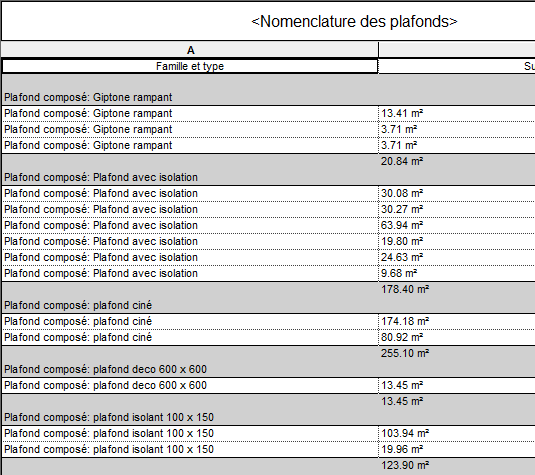 <Nomenclature des plafonds>
A
Famille et type Su
Plafond composé: Giptone rampant
Plafond composé: Giptone rampant 13.41 m²
Plafond composé: Giptone rampant 3.71 m²
Plafond composé: Giptone rampant 3.71 m²
20.84 m²
Plafond composé: Plafond avec isolation
Plafond composé: Plafond avec isolation 30.08 m²
Plafond composé: Plafond avec isolation 30.27 m²
Plafond composé: Plafond avec isolation 63.94 m²
Plafond composé: Plafond avec isolation 19.80 m²
Plafond composé: Plafond avec isolation 24.63 m²
Plafond composé: Plafond avec isolation 9.68 m²
178.40 m²
Plafond composé: plafond ciné
Plafond composé: plafond ciné 174.18 m²
Plafond composé: plafond ciné 80.92 m²
255.10 m²
Plafond composé: plafond deco 600 x 600
Plafond composé: plafond deco 600 x 600 13.45 m²
13.45 m²
Plafond composé: plafond isolant 100 x 150
Plafond composé: plafond isolant 100 x 150 103.94 m²
Plafond composé: plafond isolant 100 x 150 19.96 m²
123.90 m²